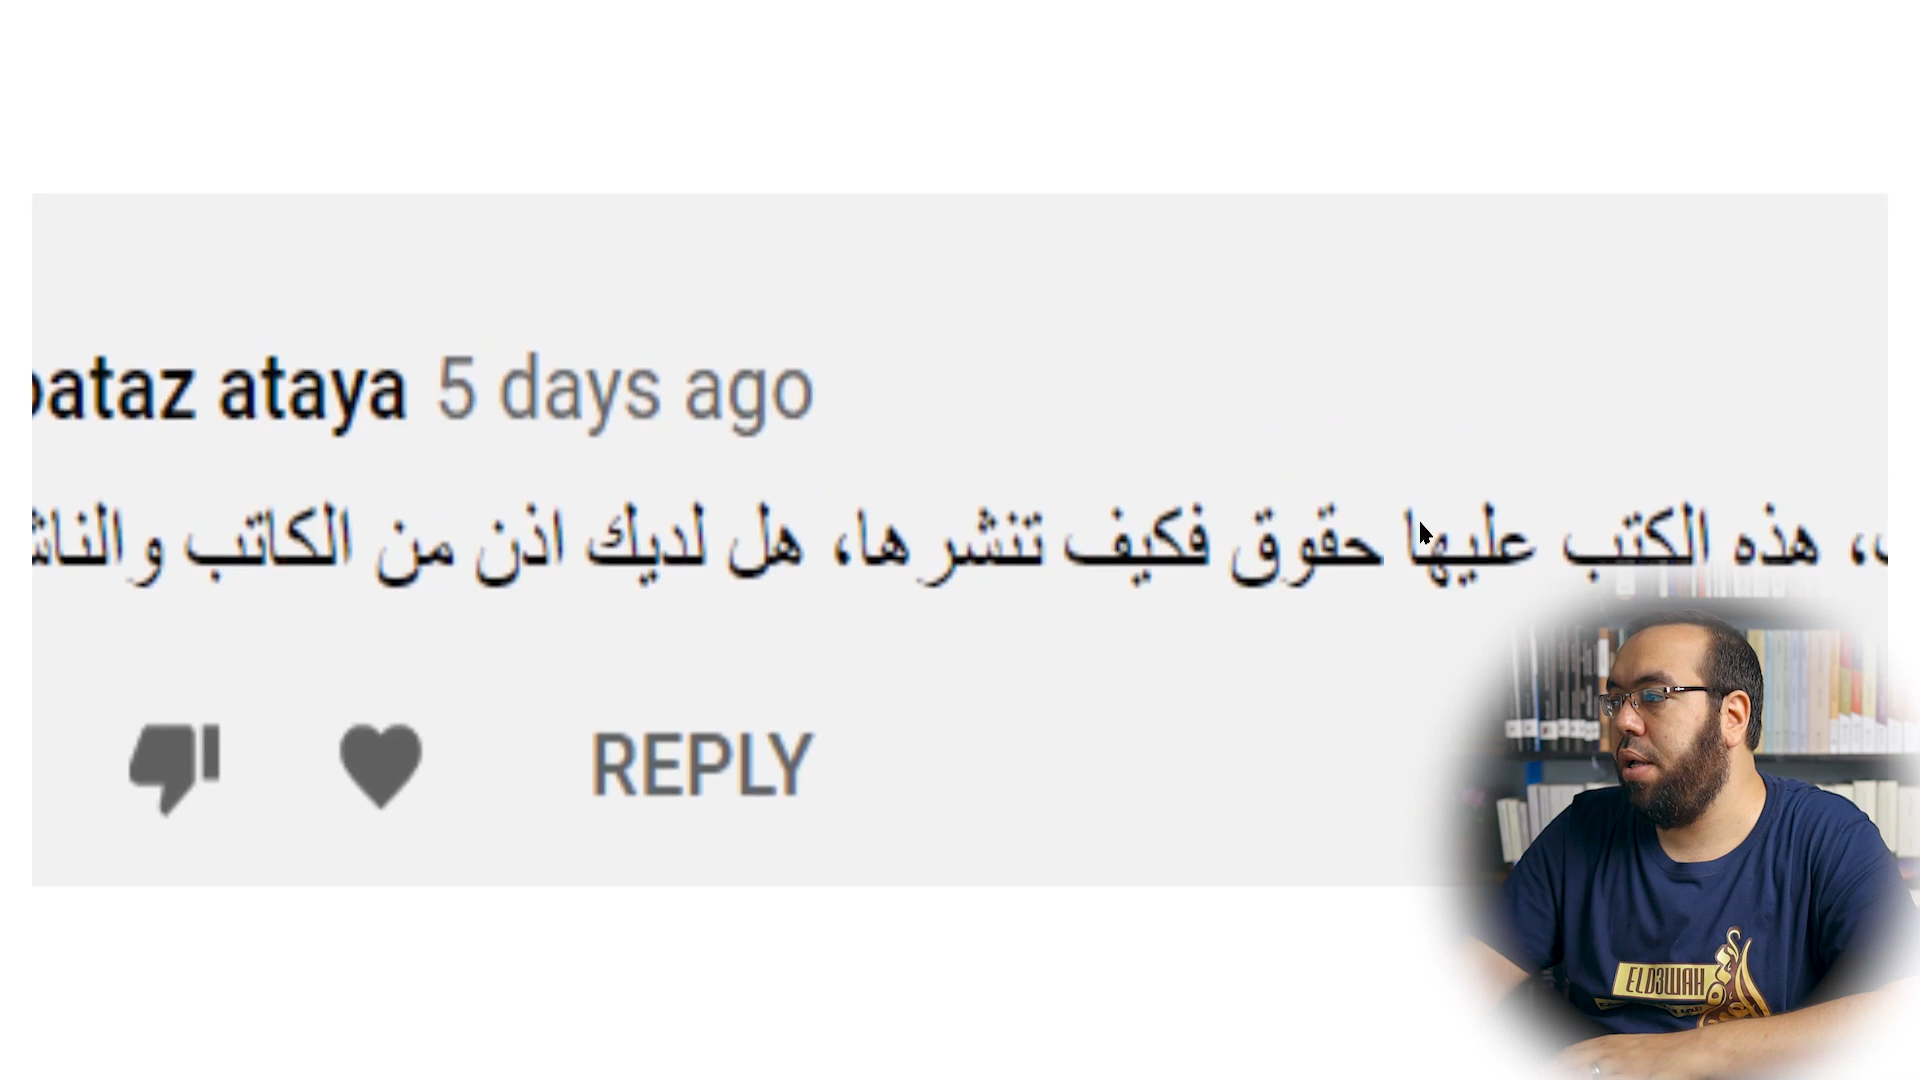 ataz ataya 5 days ago
، هذه الكتب عليها حقوق فكيف تنشرها، هل لديك اذن من الكاتب
REPLY
ELD3WAH